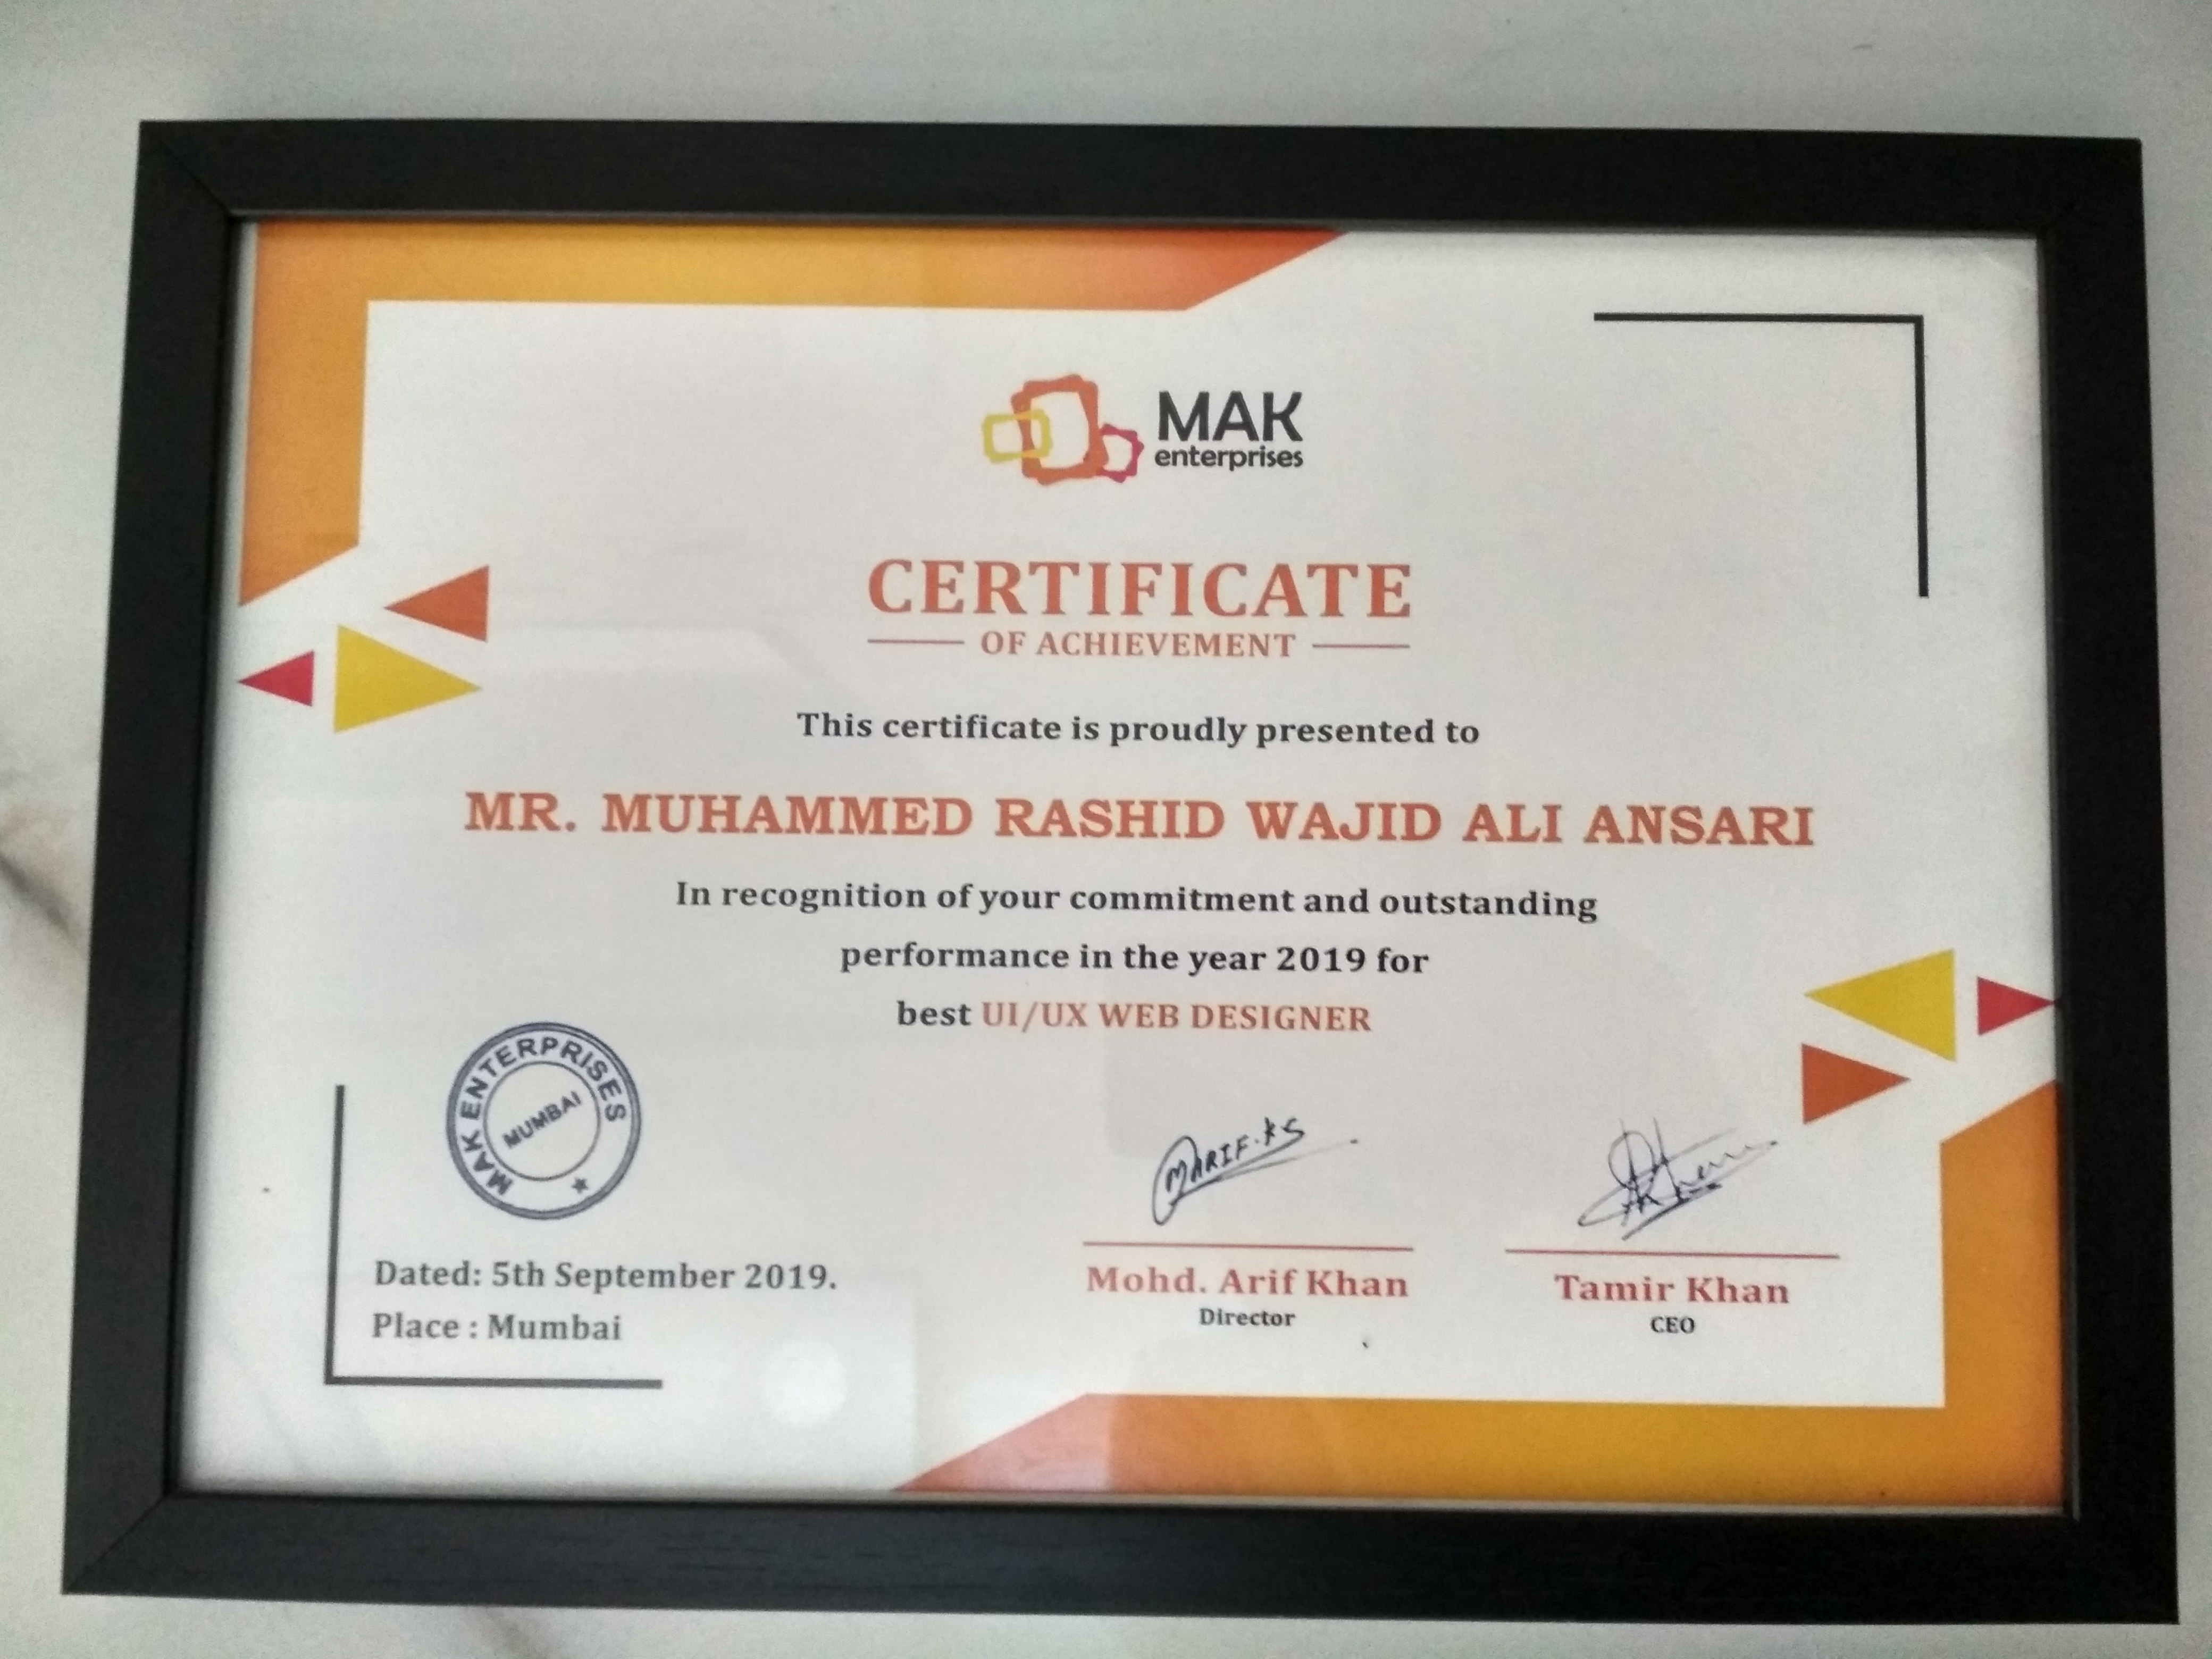 MAK
enterprises
CERTIFICATE
OF ACHIEVEMENT
This certificate is proudly presented to
MR. MUHAMMED RASHID WAJID ALI ANSARI
In recognition of your commitment and outstanding
performance in the year 2019 for
best UI/UX WEB DESIGNER
MAK ENTERPRISES
MUMBAI
MARIF.KS
Dated: 5th September 2019.
Place : Mumbai
Mohd. Arif Khan
Director
Tamir Khan
CEO